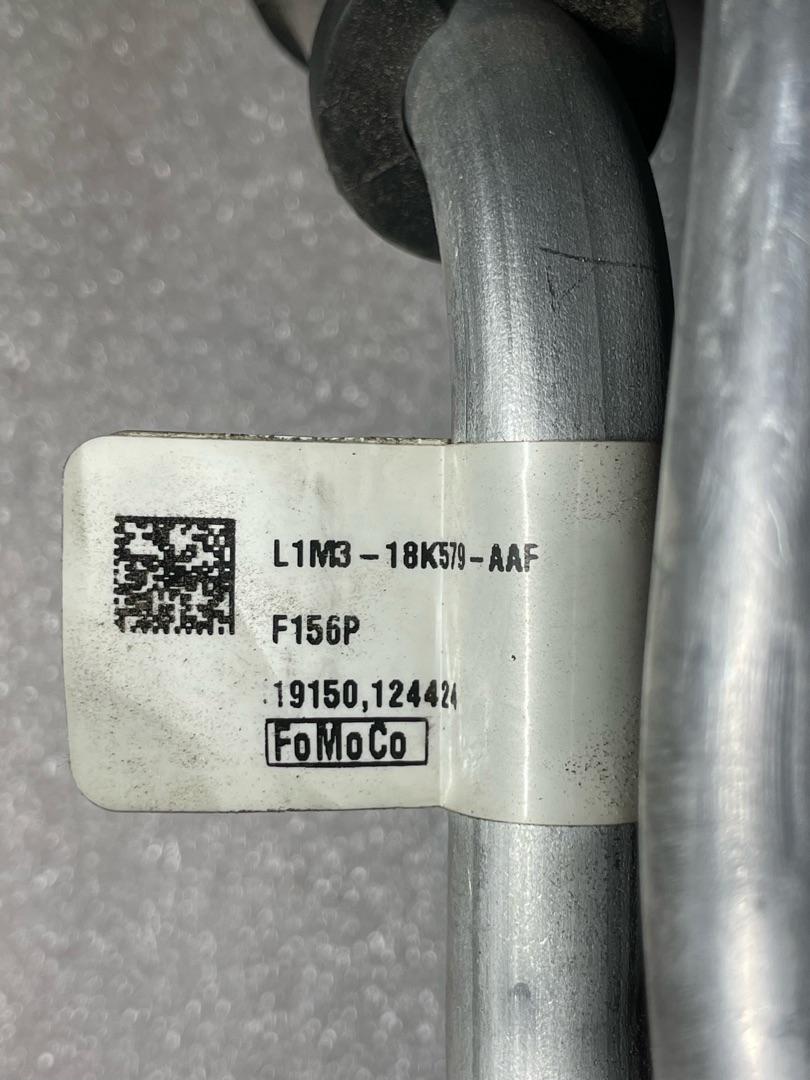 L1M3-18K579-AAF
F156P
19150,124424
FoMoCo